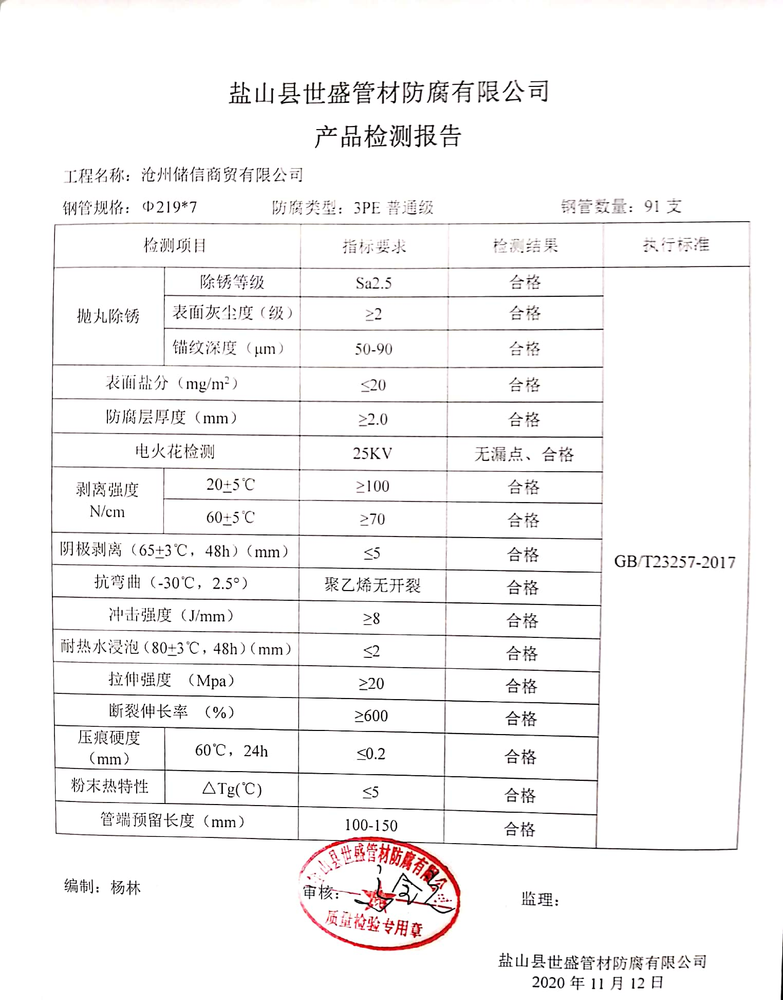 盐山县世盛管材防腐有限公司
产品检测报告
工程名称：沧州储信商贸有限公司
钢管规格：Φ219*7 防腐类型：3PE 普通级 钢管数量：91 支
检测项目 指标要求 检测结果 执行标准
抛丸除锈 除锈等级 Sa2.5 合格
表面灰尘度（级） ≥2 合格
锚纹深度（μm） 50-90 合格
表面盐分（mg/m²） ≤20 合格
防腐层厚度（mm） ≥2.0 合格
电火花检测 25KV 无漏点、合格
剥离强度
N/cm
20±5℃ ≥100 合格
60±5℃ ≥70 合格
阴极剥离（65±3℃，48h）（mm） ≤5 合格
GB/T23257-2017
抗弯曲（-30℃，2.5°） 聚乙烯无开裂 合格
冲击强度（J/mm） ≥8 合格
耐热水浸泡（80±3℃，48h）（mm） ≤2 合格
拉伸强度 （Mpa） ≥20 合格
断裂伸长率 （%） ≥600 合格
压痕硬度
（mm）
60℃，24h ≤0.2 合格
粉末热特性 △Tg(℃) ≤5 合格
管端预留长度（mm） 100-150 合格
山县世盛管材防腐有限公
编制：杨林 审核： 监理：
质量检验专用章
盐山县世盛管材防腐有限公司
2020 年 11 月 12 日